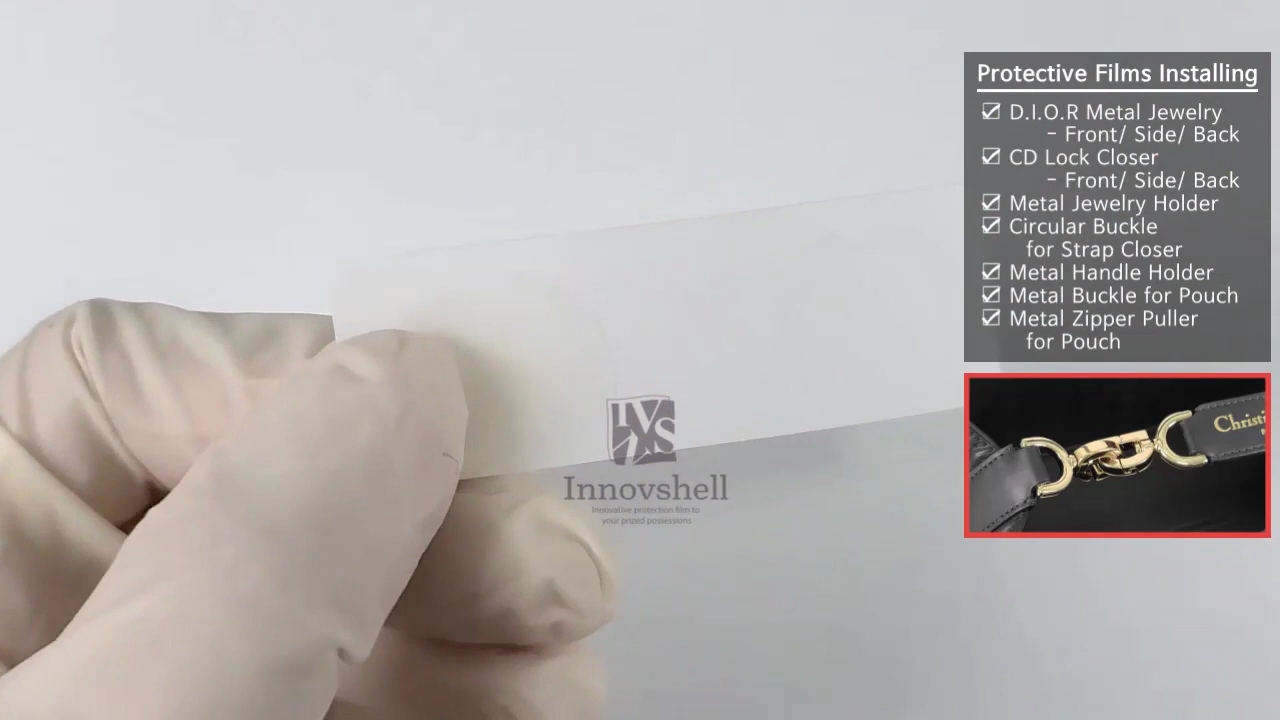 Protective Films Installing
☑ D.I.O.R Metal Jewelry
- Front/ Side/ Back
☑ CD Lock Closer
- Front/ Side/ Back
☑ Metal Jewelry Holder
☑ Circular Buckle
for Strap Closer
☑ Metal Handle Holder
☑ Metal Buckle for Pouch
☑ Metal Zipper Puller
for Pouch
Christi
IVS
Innovshell
Innovative protection film to
your prized possessions